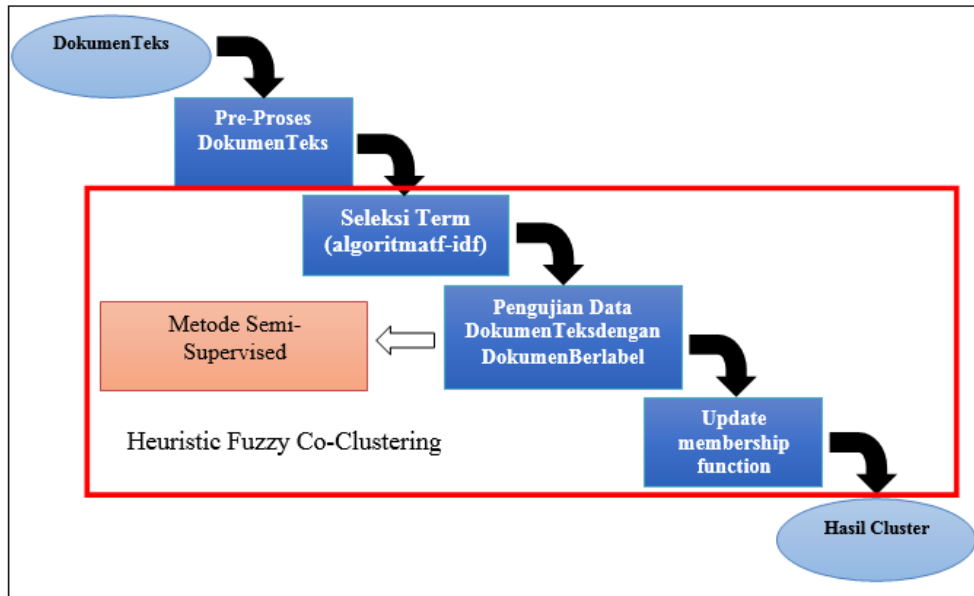 DokumenTeks
Pre-Proses
DokumenTeks
Seleksi Term
(algoritmatf-idf)
Pengujian Data
DokumenTeksdengan
DokumenBerlabel
Metode Semi-
Supervised
Update
membership
function
Heuristic Fuzzy Co-Clustering
Hasil Cluster